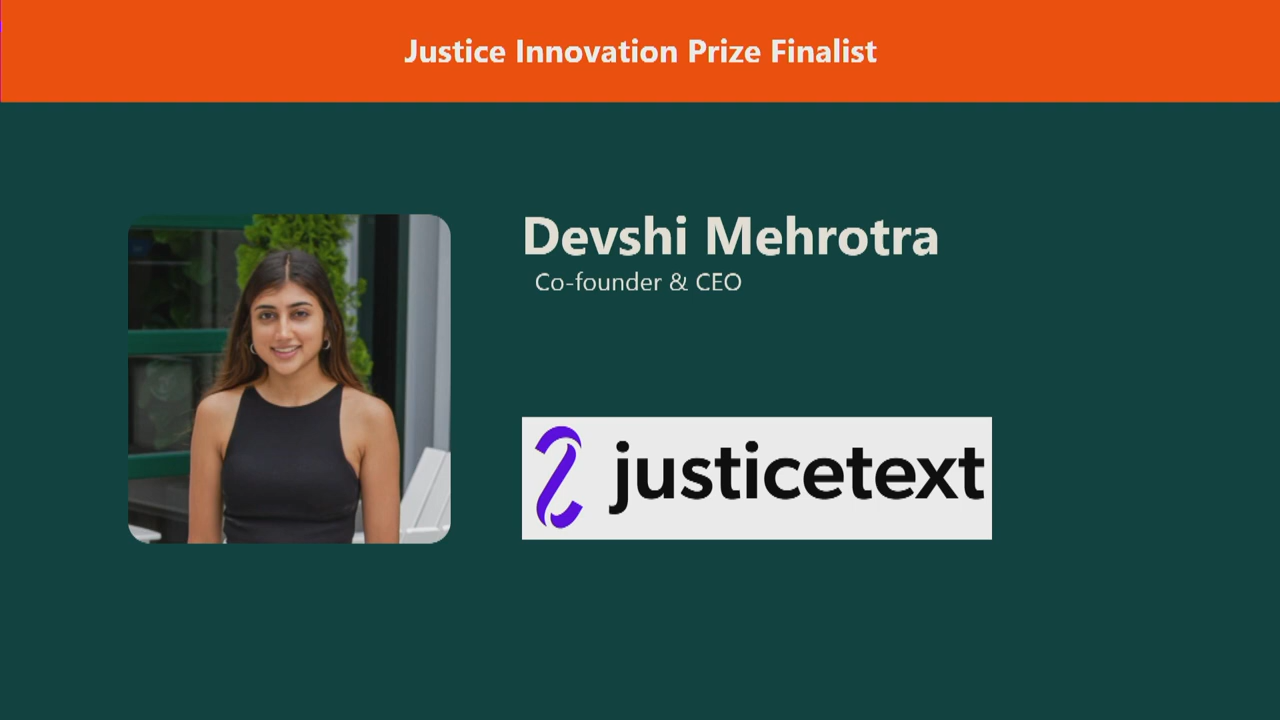 Justice Innovation Prize Finalist
Devshi Mehrotra
Co-founder & CEO
justicetext